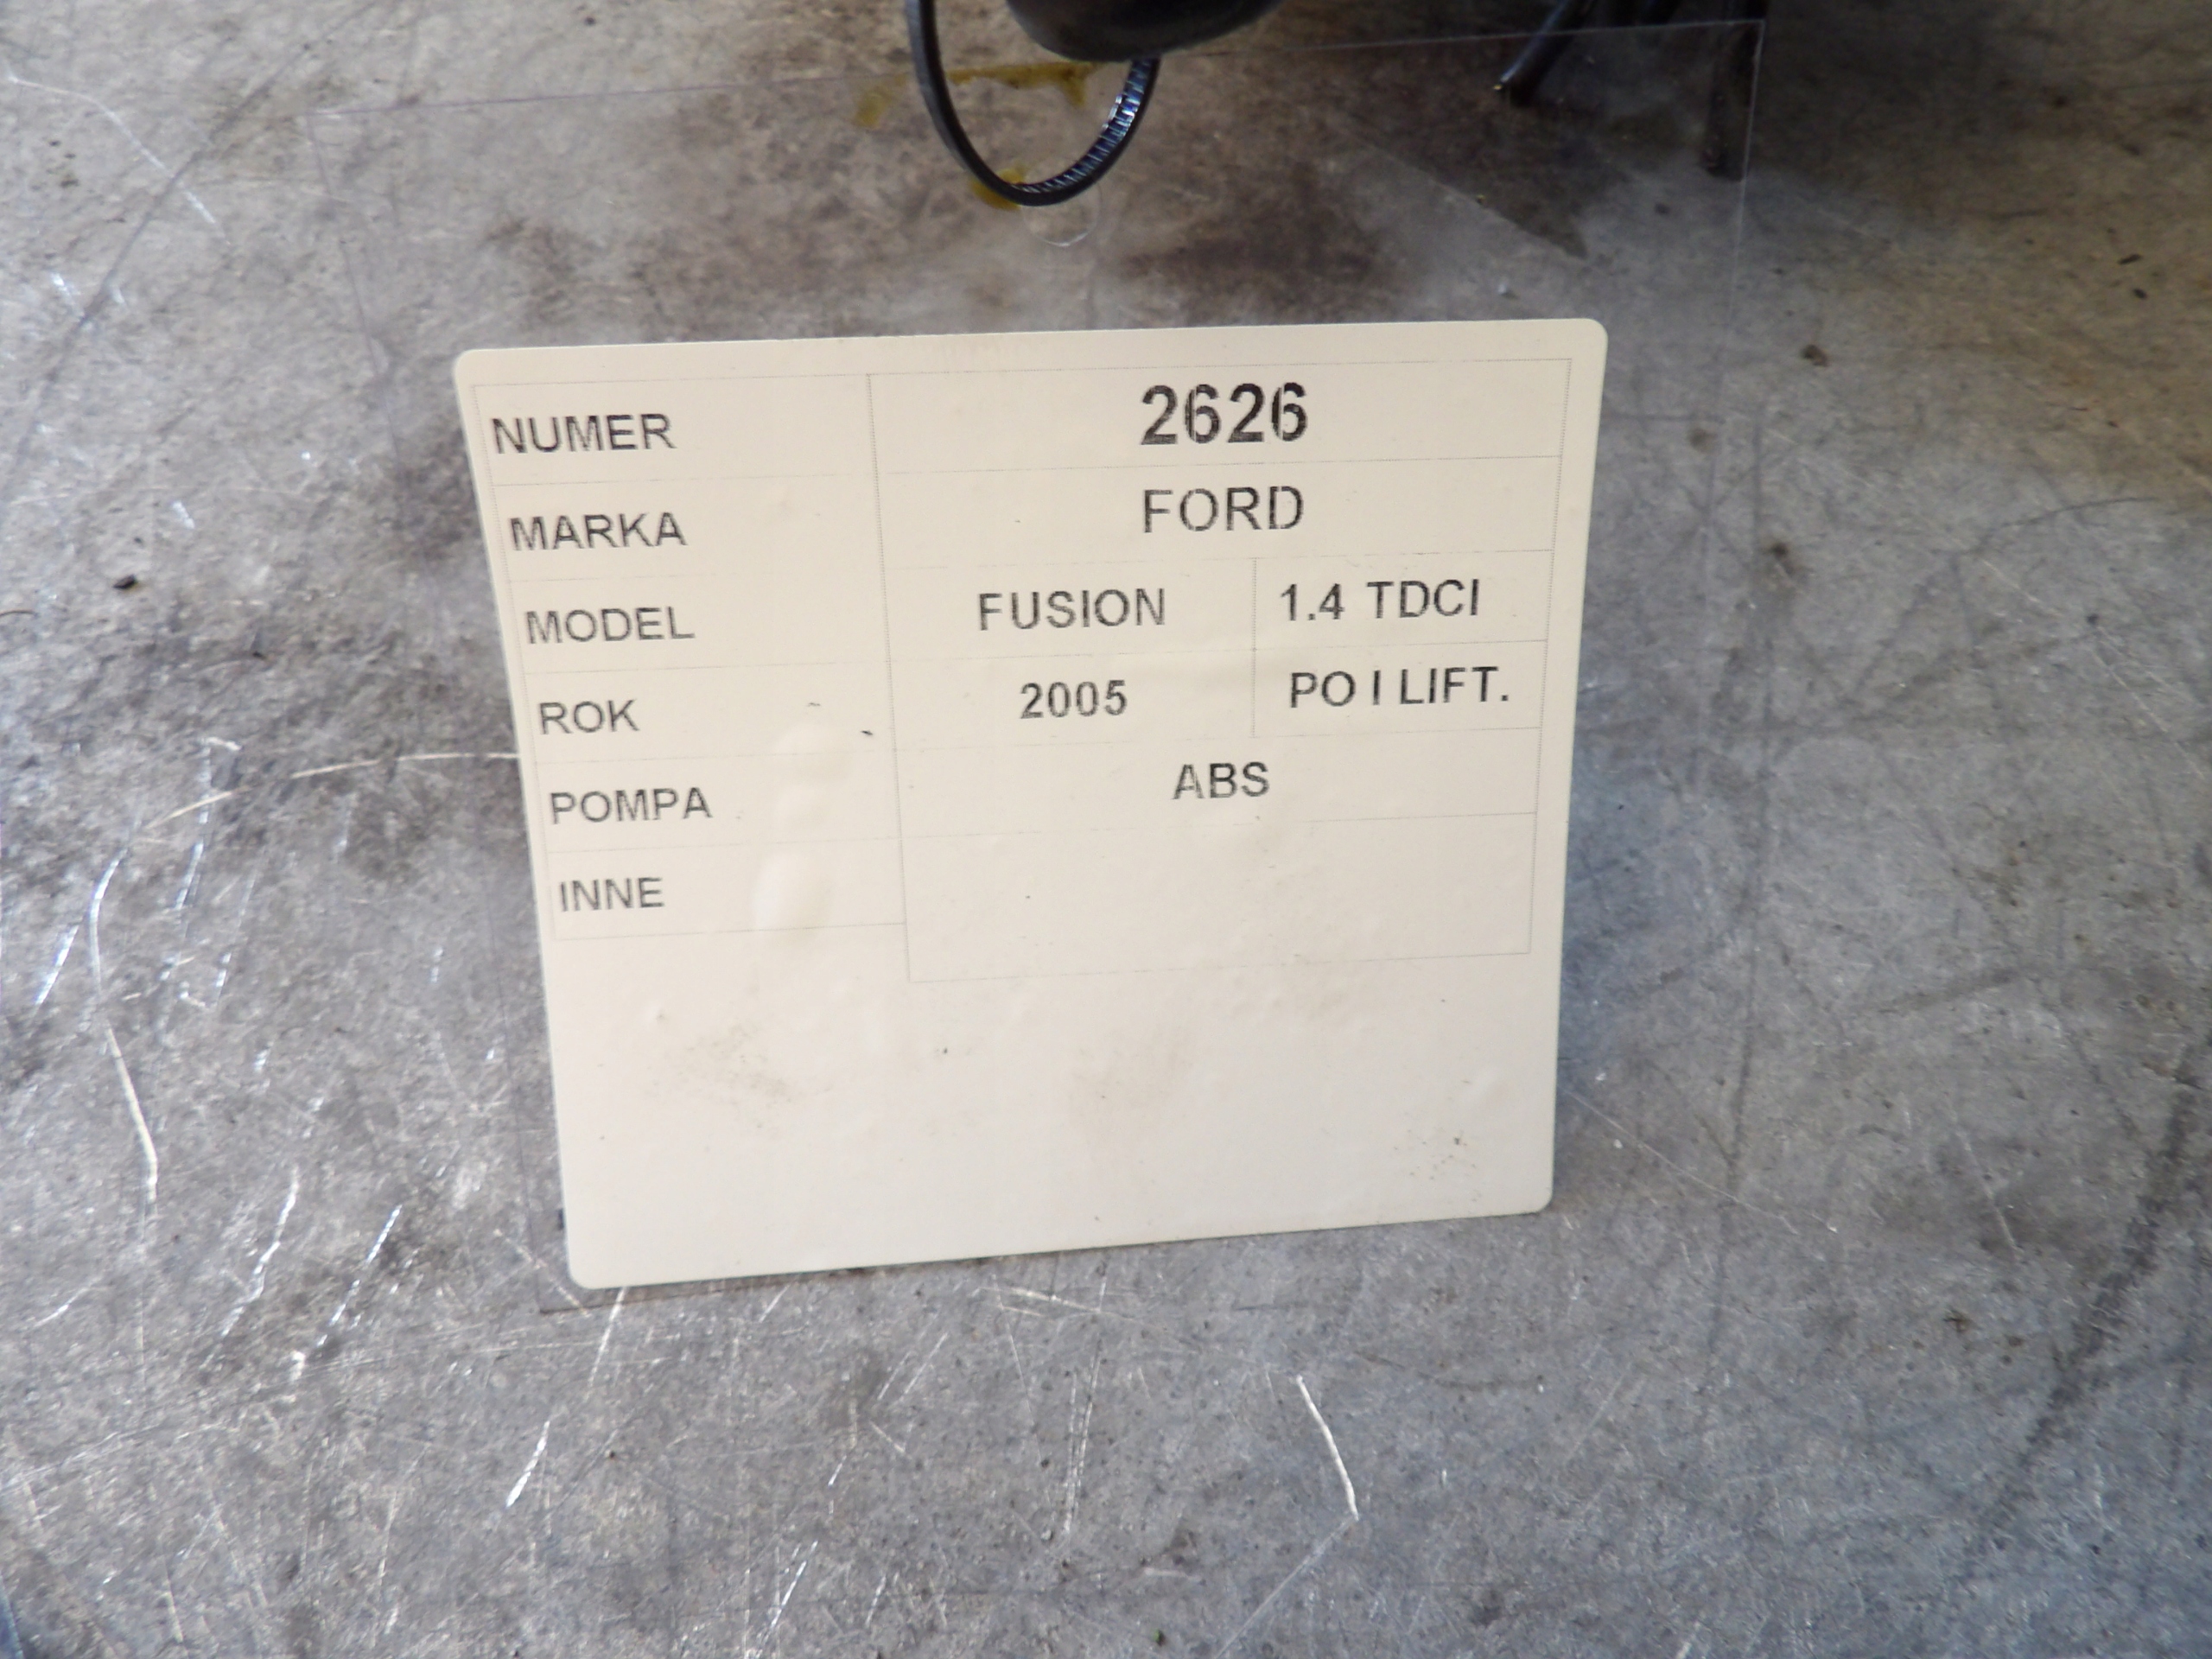 NUMER 2626
MARKA FORD
MODEL FUSION 1.4 TDCI
ROK 2005 PO I LIFT.
POMPA ABS
INNE